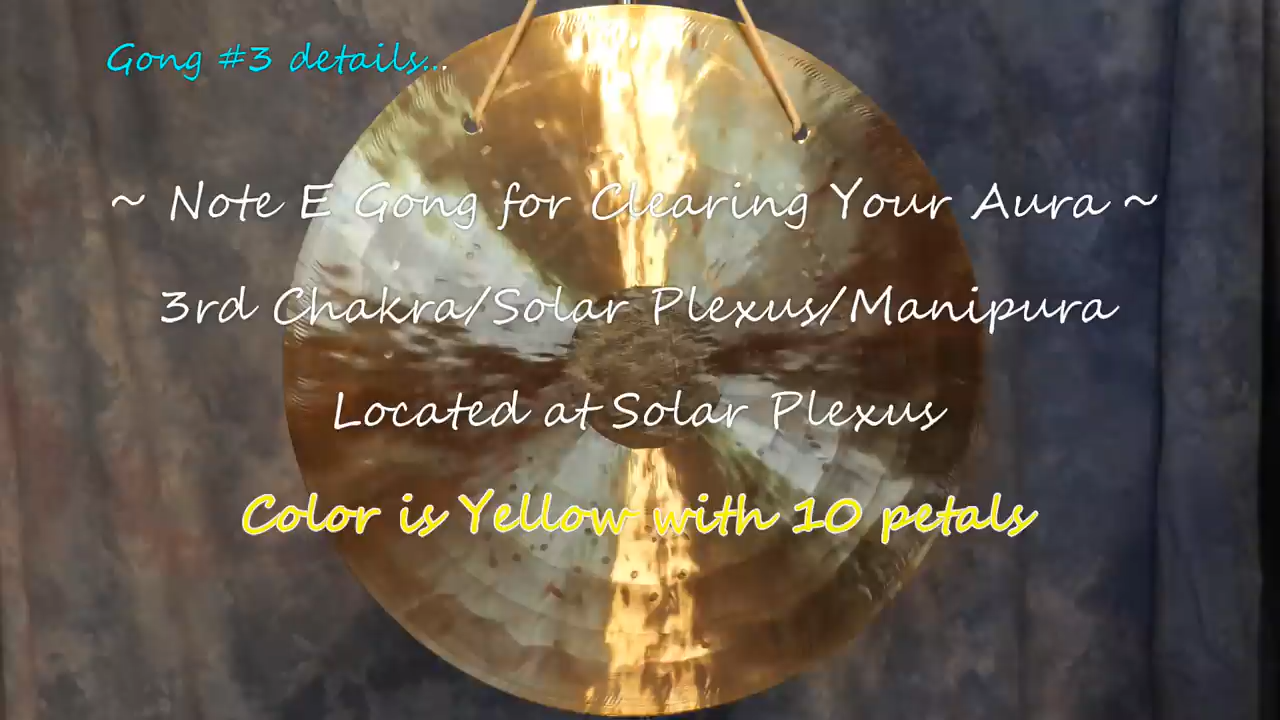 Gong #3 details...
~ Note E Gong for Clearing Your Aura ~
3rd Chakra/Solar Plexus/Manipura
Located at Solar Plexus
Color is Yellow with 10 petals